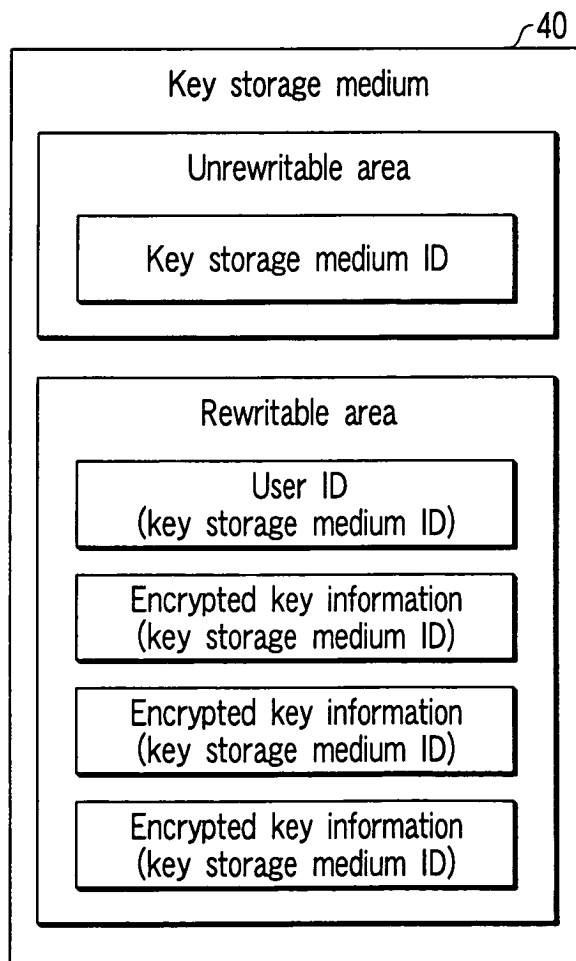 40
Key storage medium
Unrewritable area
Key storage medium ID
Rewritable area
User ID
(key storage medium ID)
Encrypted key information
(key storage medium ID)
Encrypted key information
(key storage medium ID)
Encrypted key information
(key storage medium ID)